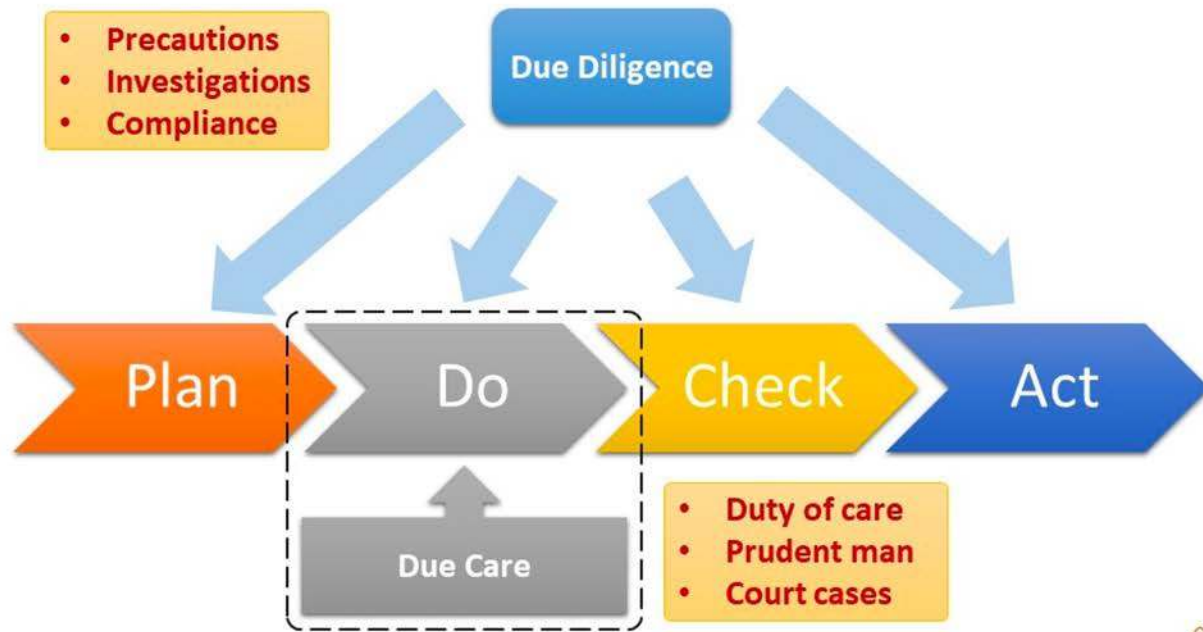 • Precautions
• Investigations
• Compliance
Due Diligence
Plan
Do
Check
Act
Due Care
• Duty of care
• Prudent man
• Court cases